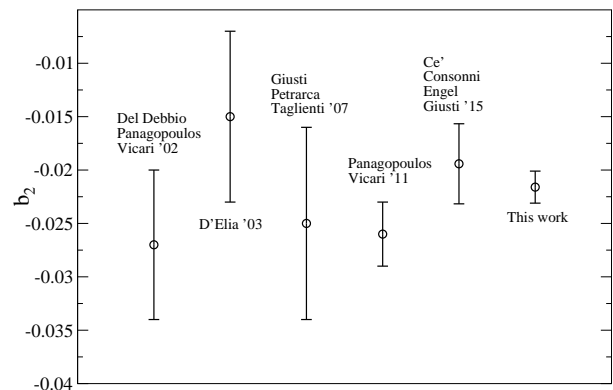 -0.01
-0.015
-0.02
-0.025
-0.03
-0.035
-0.04
b2
Del Debbio
Panagopoulos
Vicari '02
D'Elia '03
Giusti
Petrarca
Taglienti '07
Panagopoulos
Vicari '11
Ce'
Consonni
Engel
Giusti '15
This work